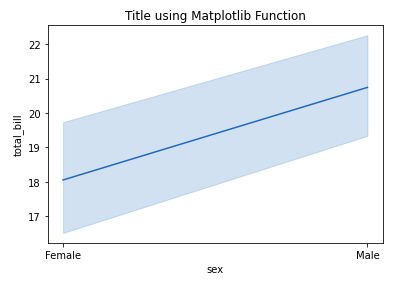 Title using Matplotlib Function
22
21
20
19
18
17
total_bill
Female
Male
sex